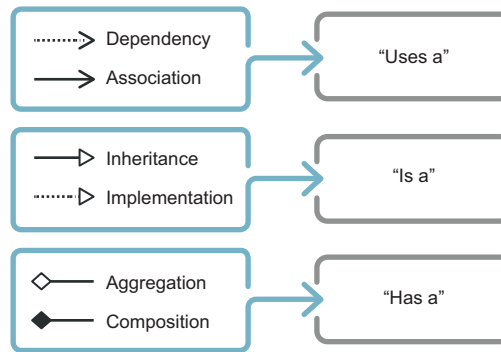 Dependency
Association
“Uses a”
Inheritance
Implementation
“Is a”
Aggregation
Composition
“Has a”